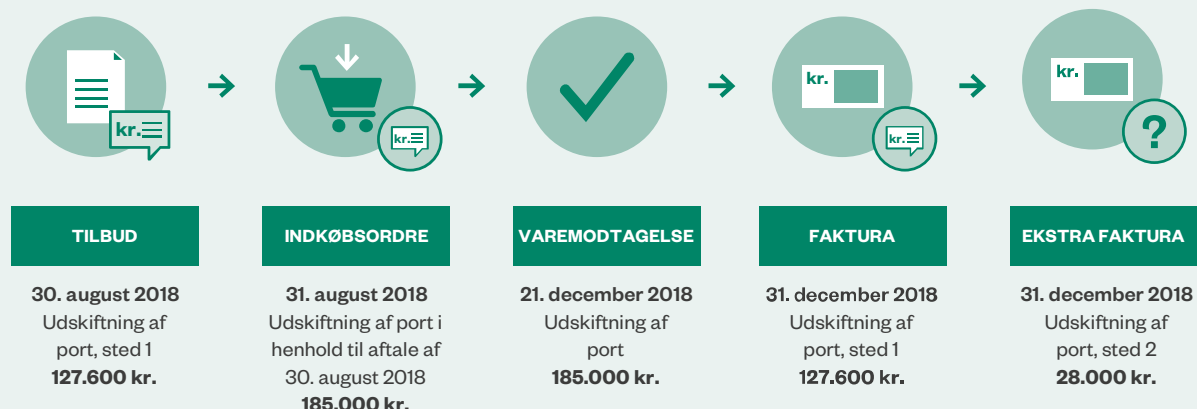 kr.
kr.
kr.
kr.
kr.
TILBUD
30. august 2018
Udskiftning af
port, sted 1
127.600 kr.
INDKØBSORDRE
31. august 2018
Udskiftning af port i
henhold til aftale af
30. august 2018
185.000 kr.
VAREMODTAGELSE
21. december 2018
Udskiftning af
port
185.000 kr.
FAKTURA
31. december 2018
Udskiftning af
port, sted 1
127.600 kr.
?
EKSTRA FAKTURA
31. december 2018
Udskiftning af
port, sted 2
28.000 kr.